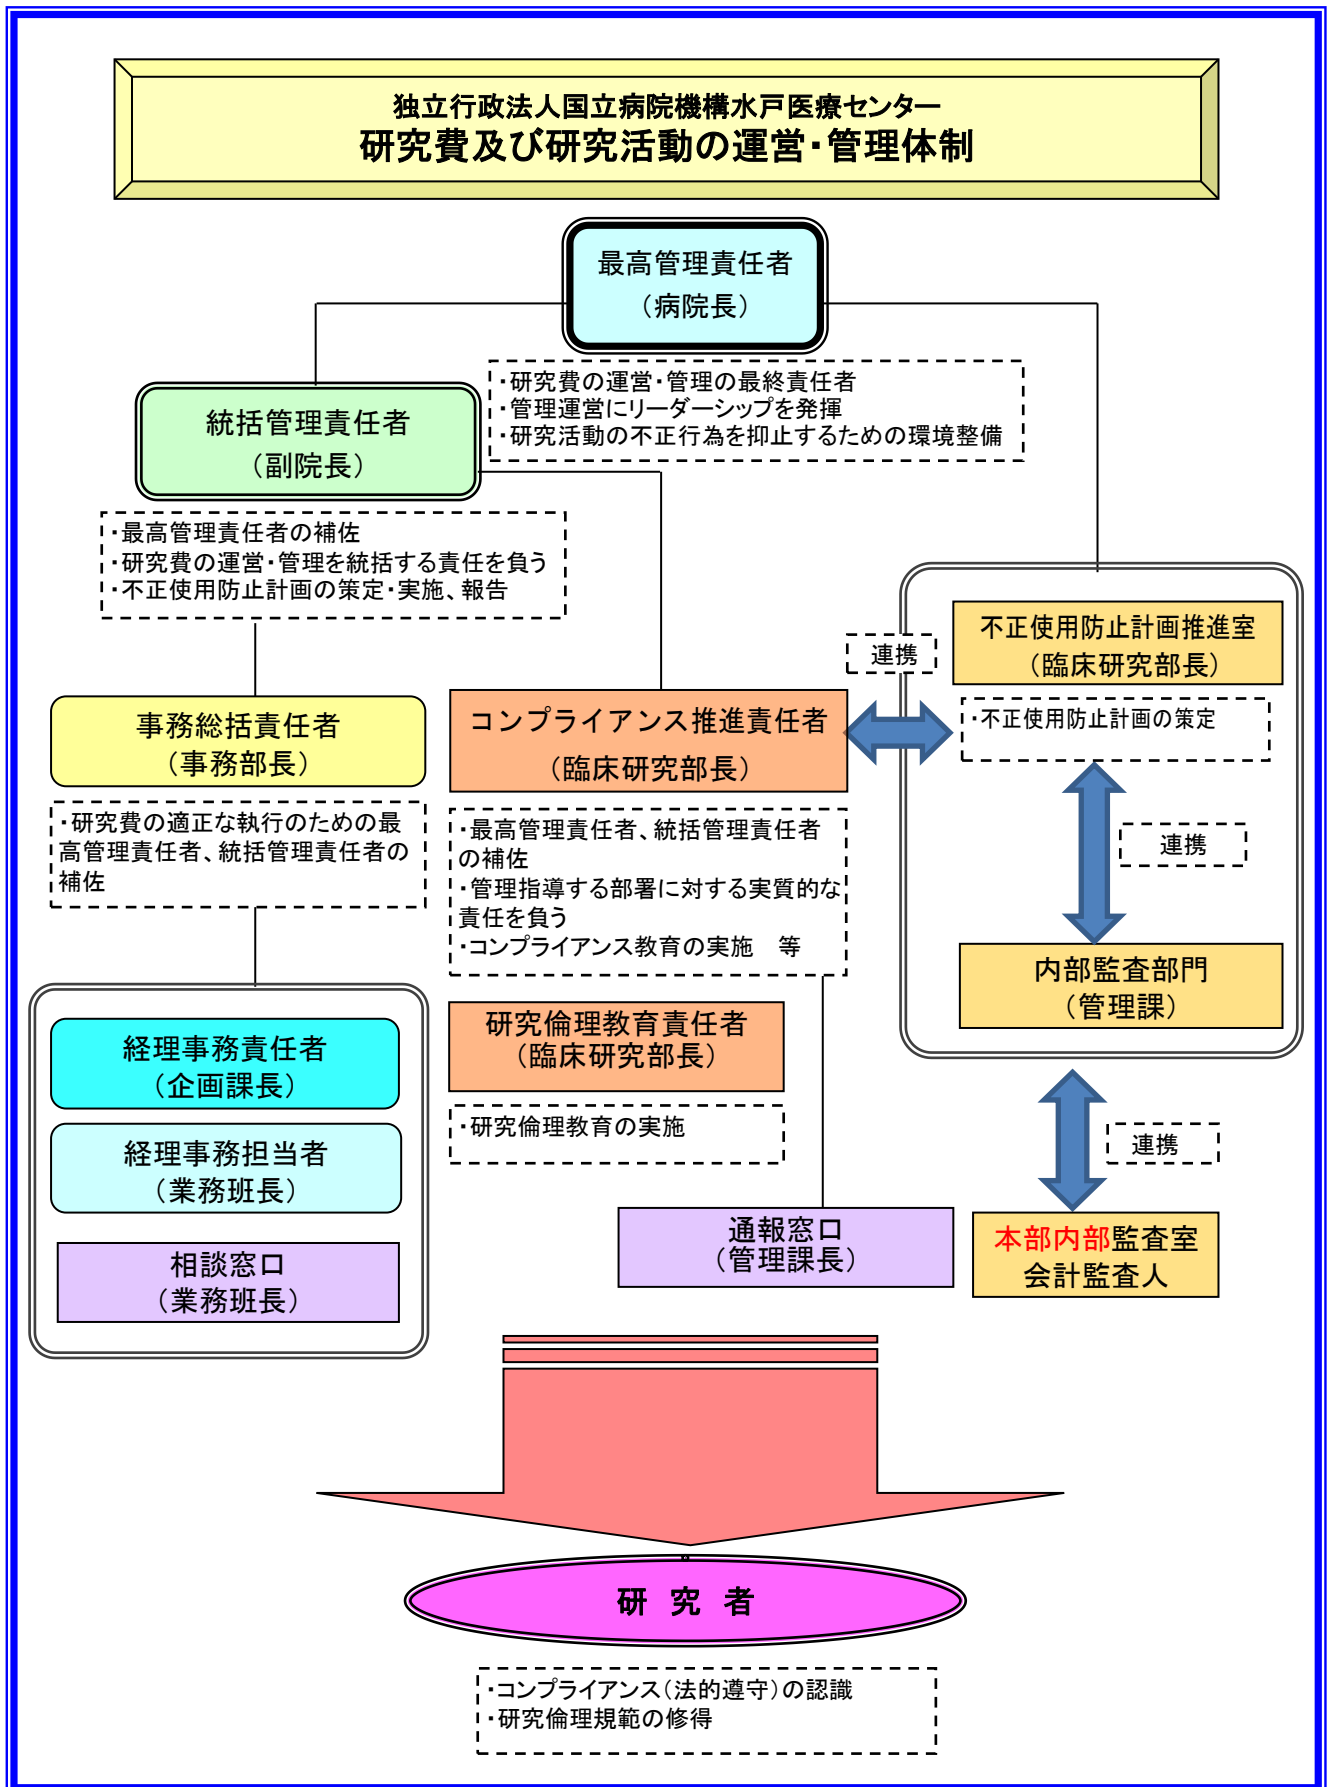 独立行政法人国立病院機構水戸医療センター
研究費及び研究活動の運営・管理体制
最高管理責任者
（病院長）
・研究費の運営・管理の最終責任者
・管理運営にリーダーシップを発揮
・研究活動の不正行為を抑止するための環境整備
統括管理責任者
（副院長）
・最高管理責任者の補佐
・研究費の運営・管理を統括する責任を負う
・不正使用防止計画の策定・実施、報告
不正使用防止計画推進室
（臨床研究部長）
・不正使用防止計画の策定
連携
事務総括責任者
（事務部長）
・研究費の適正な執行のための最
高管理責任者、統括管理責任者の
補佐
コンプライアンス推進責任者
（臨床研究部長）
・最高管理責任者、統括管理責任者
の補佐
・管理指導する部署に対する実質的な
責任を負う
・コンプライアンス教育の実施　等
連携
内部監査部門
（管理課）
経理事務責任者
（企画課長）
経理事務担当者
（業務班長）
相談窓口
（業務班長）
研究倫理教育責任者
（臨床研究部長）
・研究倫理教育の実施
連携
通報窓口
（管理課長）
本部内部監査室
会計監査人
研 究 者
・コンプライアンス（法的遵守）の認識
・研究倫理規範の修得